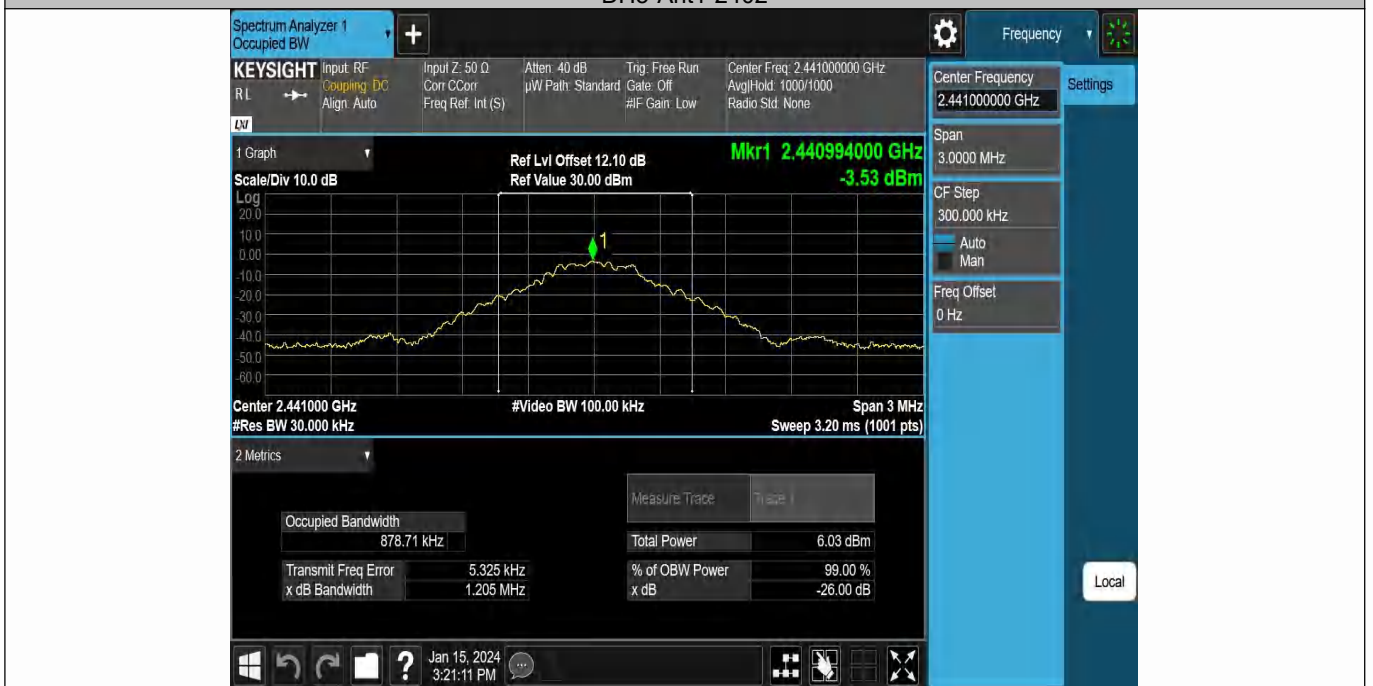 Spectrum Analyzer 1
Occupied BW
+
Frequency
KEYSIGHT
RL
LXI
Input: RF
Coupling: DC
Align: Auto
Input Z: 50 Ω
Corr CCorr
Freq Ref: Int (S)
Atten: 40 dB
µW Path: Standard
Trig: Free Run
Gate: Off
#IF Gain: Low
Center Freq: 2.441000000 GHz
Avg|Hold: 1000/1000
Radio Std: None
Center Frequency
2.441000000 GHz
Settings
Span
3.0000 MHz
CF Step
300.000 kHz
Auto
Man
Freq Offset
0 Hz
Local
1 Graph
Scale/Div 10.0 dB
Ref Lvl Offset 12.10 dB
Ref Value 30.00 dBm
Mkr1 2.440994000 GHz
-3.53 dBm
Log
20.0
10.0
0.00
-10.0
-20.0
-30.0
-40.0
-50.0
-60.0
1
Center 2.441000 GHz
#Res BW 30.000 kHz
#Video BW 100.00 kHz
Span 3 MHz
Sweep 3.20 ms (1001 pts)
2 Metrics
Measure Trace
Trace 1
Occupied Bandwidth
878.71 kHz
Total Power 6.03 dBm
Transmit Freq Error 5.325 kHz
% of OBW Power 99.00 %
x dB Bandwidth 1.205 MHz
x dB -26.00 dB
?
Jan 15, 2024
3:21:11 PM